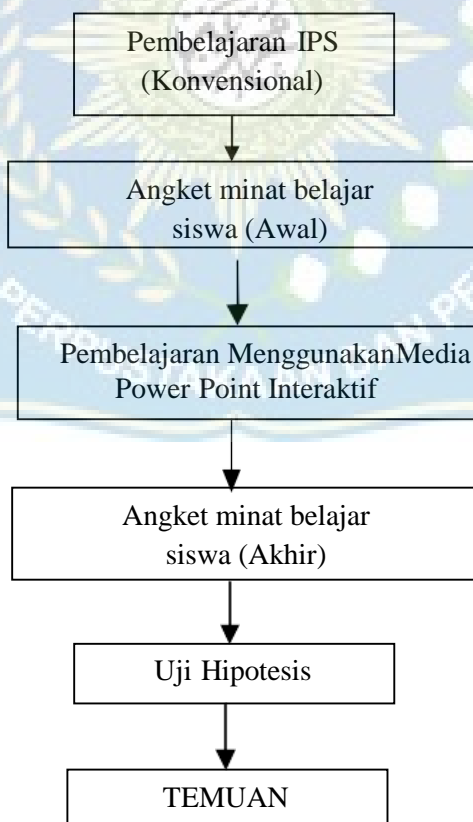 Pembelajaran IPS
(Konvensional)
Angket minat belajar
siswa (Awal)
Pembelajaran MenggunakanMedia
Power Point Interaktif
Angket minat belajar
siswa (Akhir)
Uji Hipotesis
TEMUAN